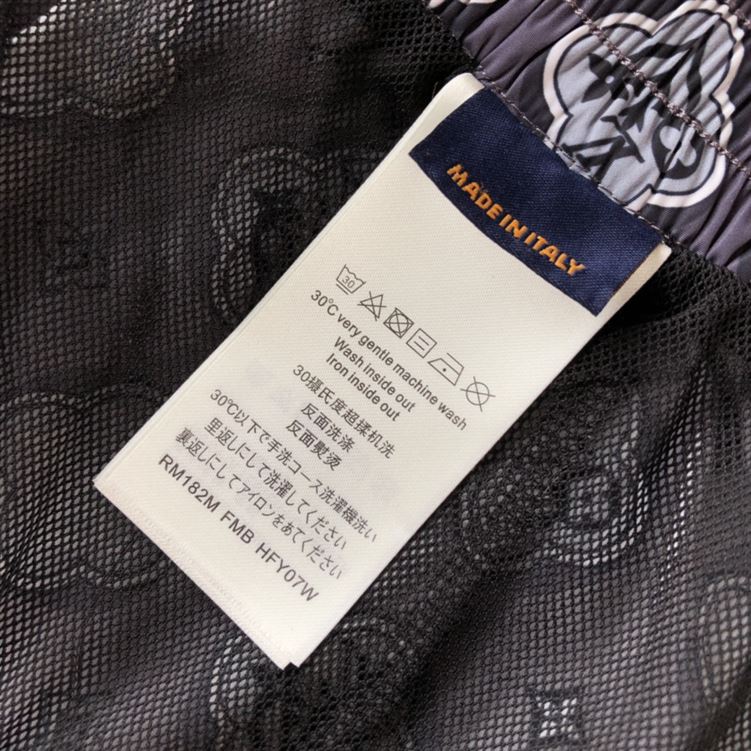 MADE IN ITALY
30
30℃ very gentle machine wash
Wash inside out
Iron inside out
30摄氏度超揉机洗
反面洗涤
反面熨烫
30℃以下で手洗コース洗濯機洗い
里返しにして洗濯してください
裏返しにしてアイロンをあてください
RM182M FMB HFY07W